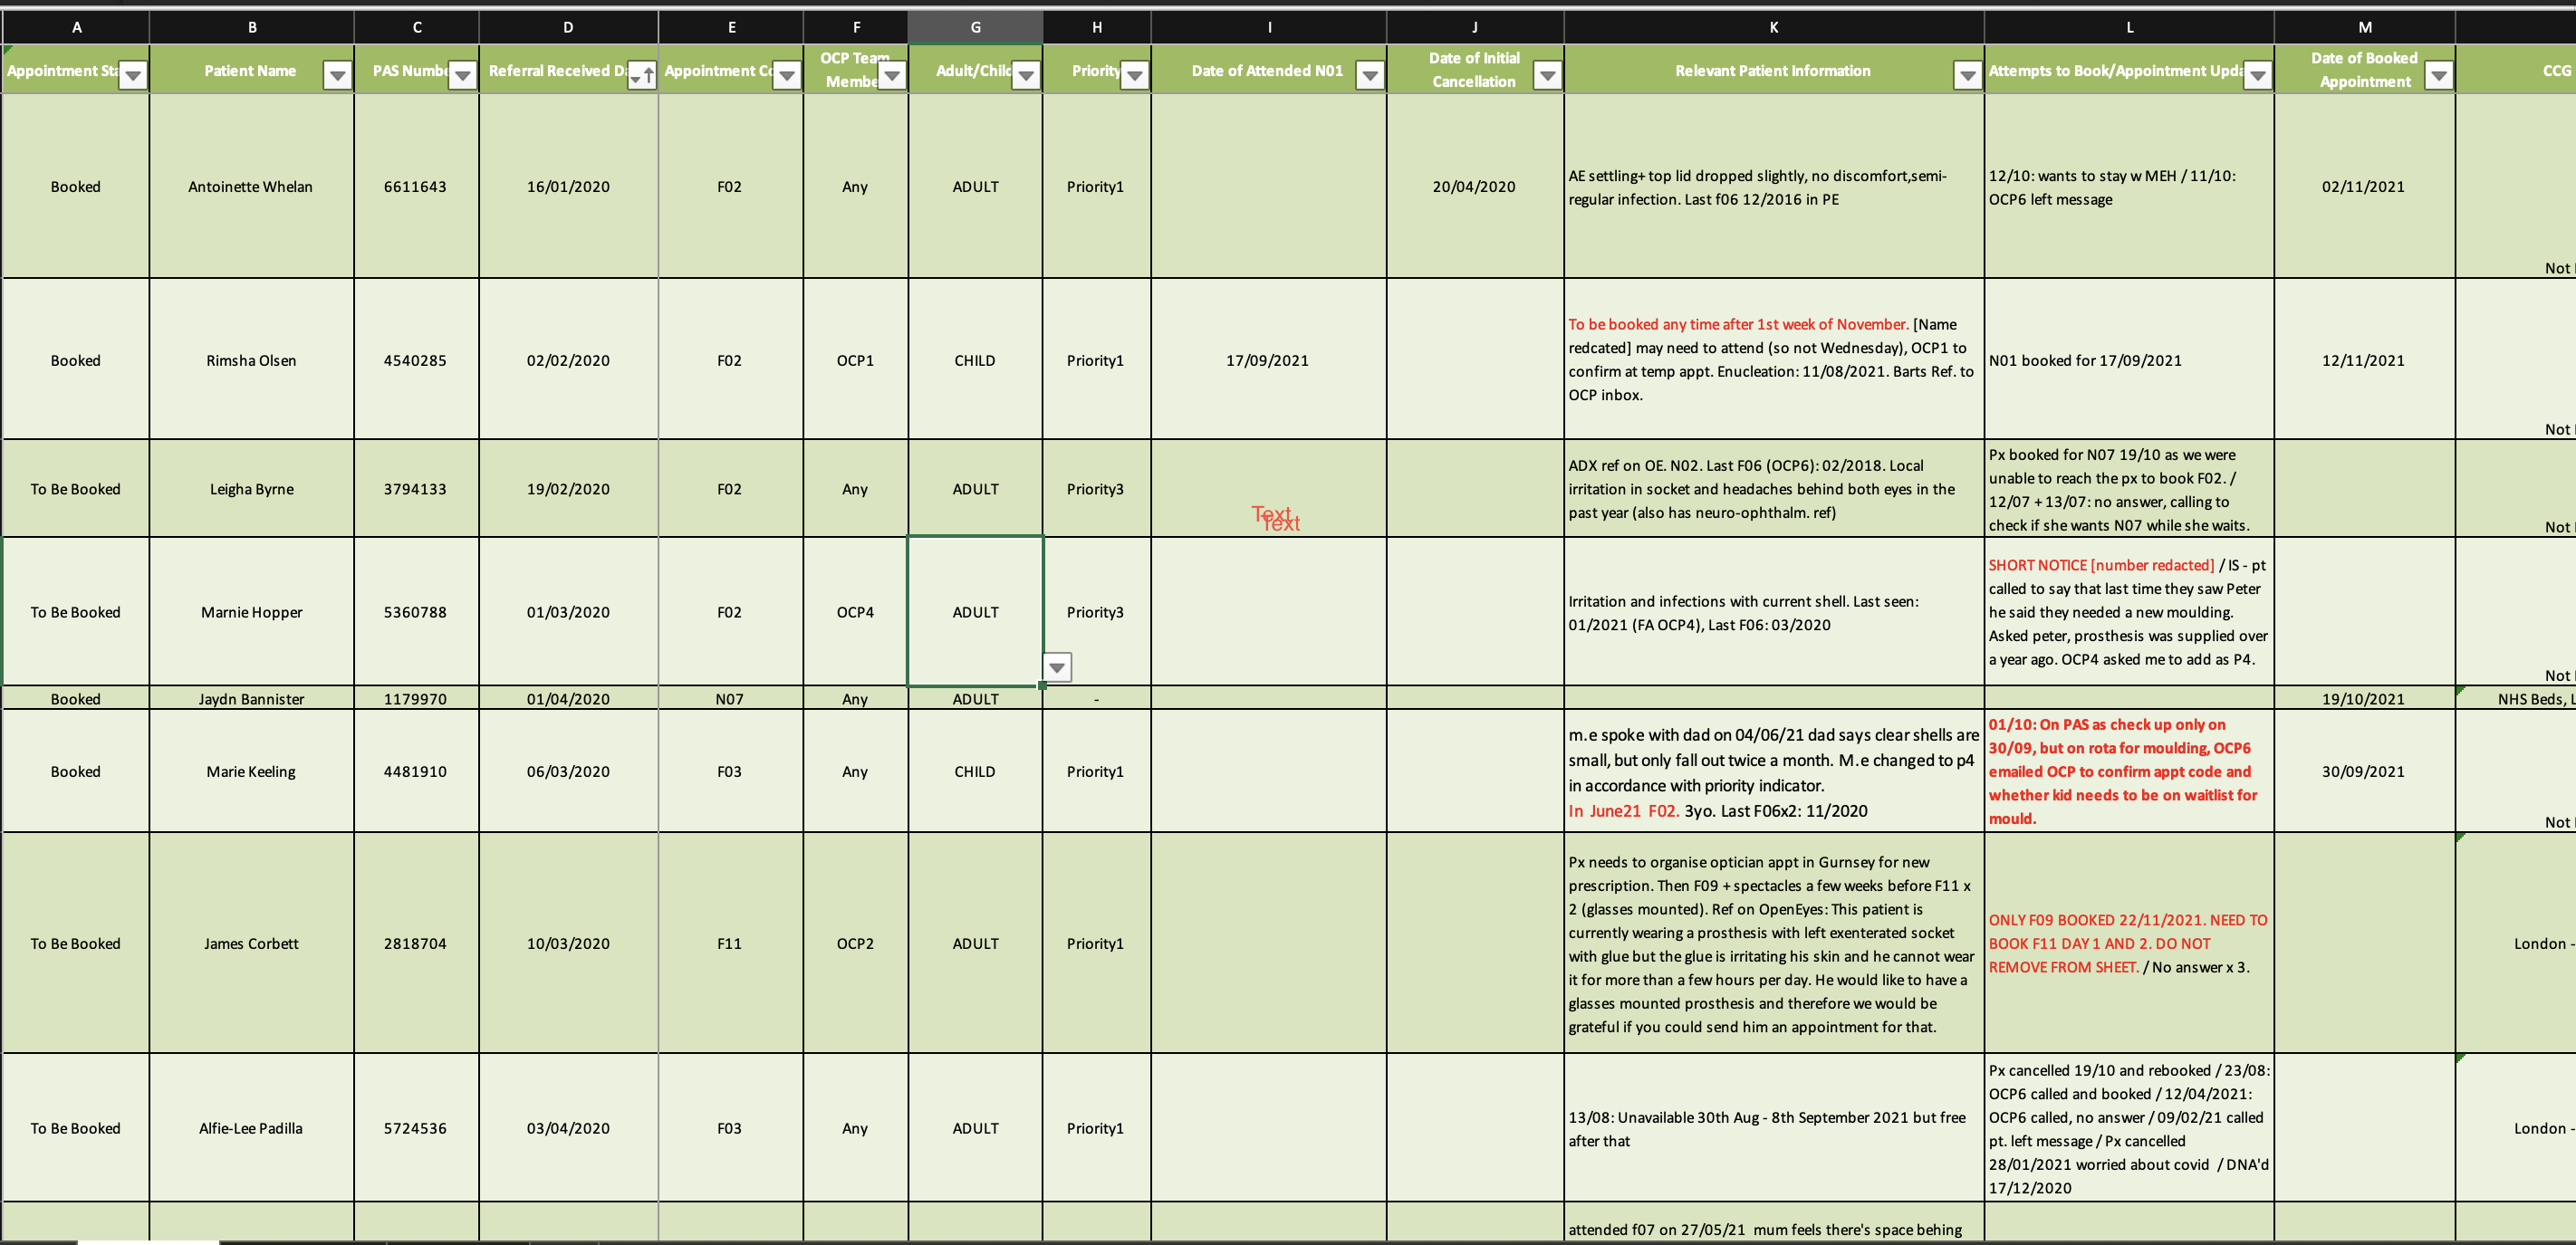 A B C D E F G H I J K L M
Appointment Sta Patient Name PAS Numbe Referral Received Da Appointment Co OCP Team Membe Adult/Chilc Priority Date of Attended N01 Date of Initial Cancellation Relevant Patient Information Attempts to Book/Appointment Upda Date of Booked Appointment CCG
Booked Antoinette Whelan 6611643 16/01/2020 F02 Any ADULT Priority1 20/04/2020
AE settling+ top lid dropped slightly, no discomfort,semi-
regular infection. Last f06 12/2016 in PE
12/10: wants to stay w MEH / 11/10:
OCP6 left message
02/11/2021
Not
Booked Rimsha Olsen 4540285 02/02/2020 F02 OCP1 CHILD Priority1 17/09/2021
To be booked any time after 1st week of November. [Name
redcated] may need to attend (so not Wednesday), OCP1 to
confirm at temp appt. Enucleation: 11/08/2021. Barts Ref. to
OCP inbox.
N01 booked for 17/09/2021
12/11/2021
Not
To Be Booked Leigha Byrne 3794133 19/02/2020 F02 Any ADULT Priority3
Text
Text
ADX ref on OE. N02. Last F06 (OCP6): 02/2018. Local
irritation in socket and headaches behind both eyes in the
past year (also has neuro-ophthalm. ref)
Px booked for N07 19/10 as we were
unable to reach the px to book F02. /
12/07 + 13/07: no answer, calling to
check if she wants N07 while she waits.
Not
To Be Booked Marnie Hopper 5360788 01/03/2020 F02 OCP4 ADULT Priority3
Irritation and infections with current shell. Last seen:
01/2021 (FA OCP4), Last F06: 03/2020
SHORT NOTICE [number redacted] / IS - pt
called to say that last time they saw Peter
he said they needed a new moulding.
Asked peter, prosthesis was supplied over
a year ago. OCP4 asked me to add as P4.
Not
Booked Jaydn Bannister 1179970 01/04/2020 N07 Any ADULT - 19/10/2021 NHS Beds, L
Booked Marie Keeling 4481910 06/03/2020 F03 Any CHILD Priority1
m.e spoke with dad on 04/06/21 dad says clear shells are
small, but only fall out twice a month. M.e changed to p4
in accordance with priority indicator.
In June21 F02. 3yo. Last F06x2: 11/2020
01/10: On PAS as check up only on
30/09, but on rota for moulding, OCP6
emailed OCP to confirm appt code and
whether kid needs to be on waitlist for
mould.
30/09/2021
Not
To Be Booked James Corbett 2818704 10/03/2020 F11 OCP2 ADULT Priority1
Px needs to organise optician appt in Gurnsey for new
prescription. Then F09 + spectacles a few weeks before F11 x
2 (glasses mounted). Ref on OpenEyes: This patient is
currently wearing a prosthesis with left exenterated socket
with glue but the glue is irritating his skin and he cannot wear
it for more than a few hours per day. He would like to have a
glasses mounted prosthesis and therefore we would be
grateful if you could send him an appointment for that.
ONLY F09 BOOKED 22/11/2021. NEED TO
BOOK F11 DAY 1 AND 2. DO NOT
REMOVE FROM SHEET. / No answer x 3.
London -
To Be Booked Alfie-Lee Padilla 5724536 03/04/2020 F03 Any ADULT Priority1
13/08: Unavailable 30th Aug - 8th September 2021 but free
after that
Px cancelled 19/10 and rebooked / 23/08:
OCP6 called and booked / 12/04/2021:
OCP6 called, no answer / 09/02/21 called
pt. left message / Px cancelled
28/01/2021 worried about covid / DNA'd
17/12/2020
London -
attended f07 on 27/05/21 mum feels there's space behing